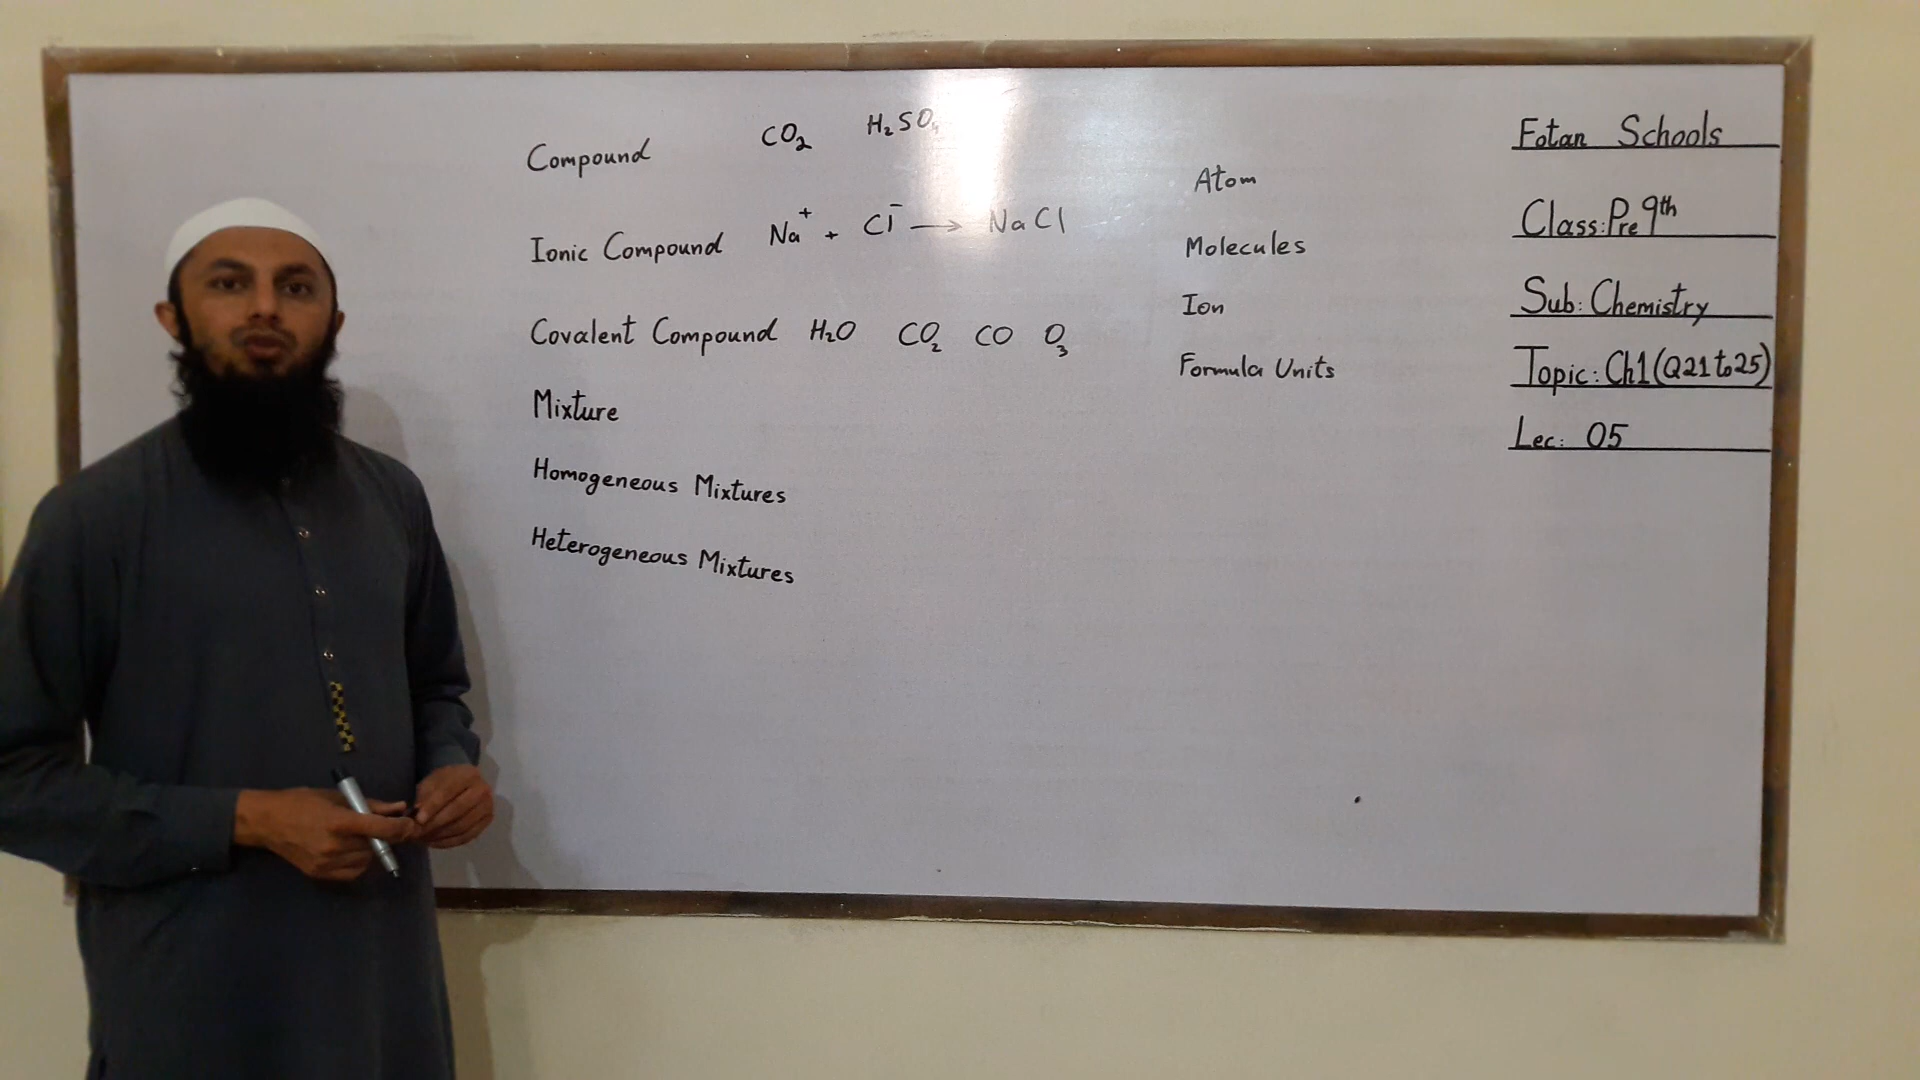 Compound CO₂ H₂SO₄
Ionic Compound Na⁺ + Cl⁻ → NaCl
Covalent Compound H₂O CO₂ CO O₃
Mixture
Homogeneous Mixtures
Heterogeneous Mixtures
Atom
Molecules
Ion
Formula Units
Fotan Schools
Class: Pre 9th
Sub: Chemistry
Topic: Ch1 (Q21 to 25)
Lec: 05